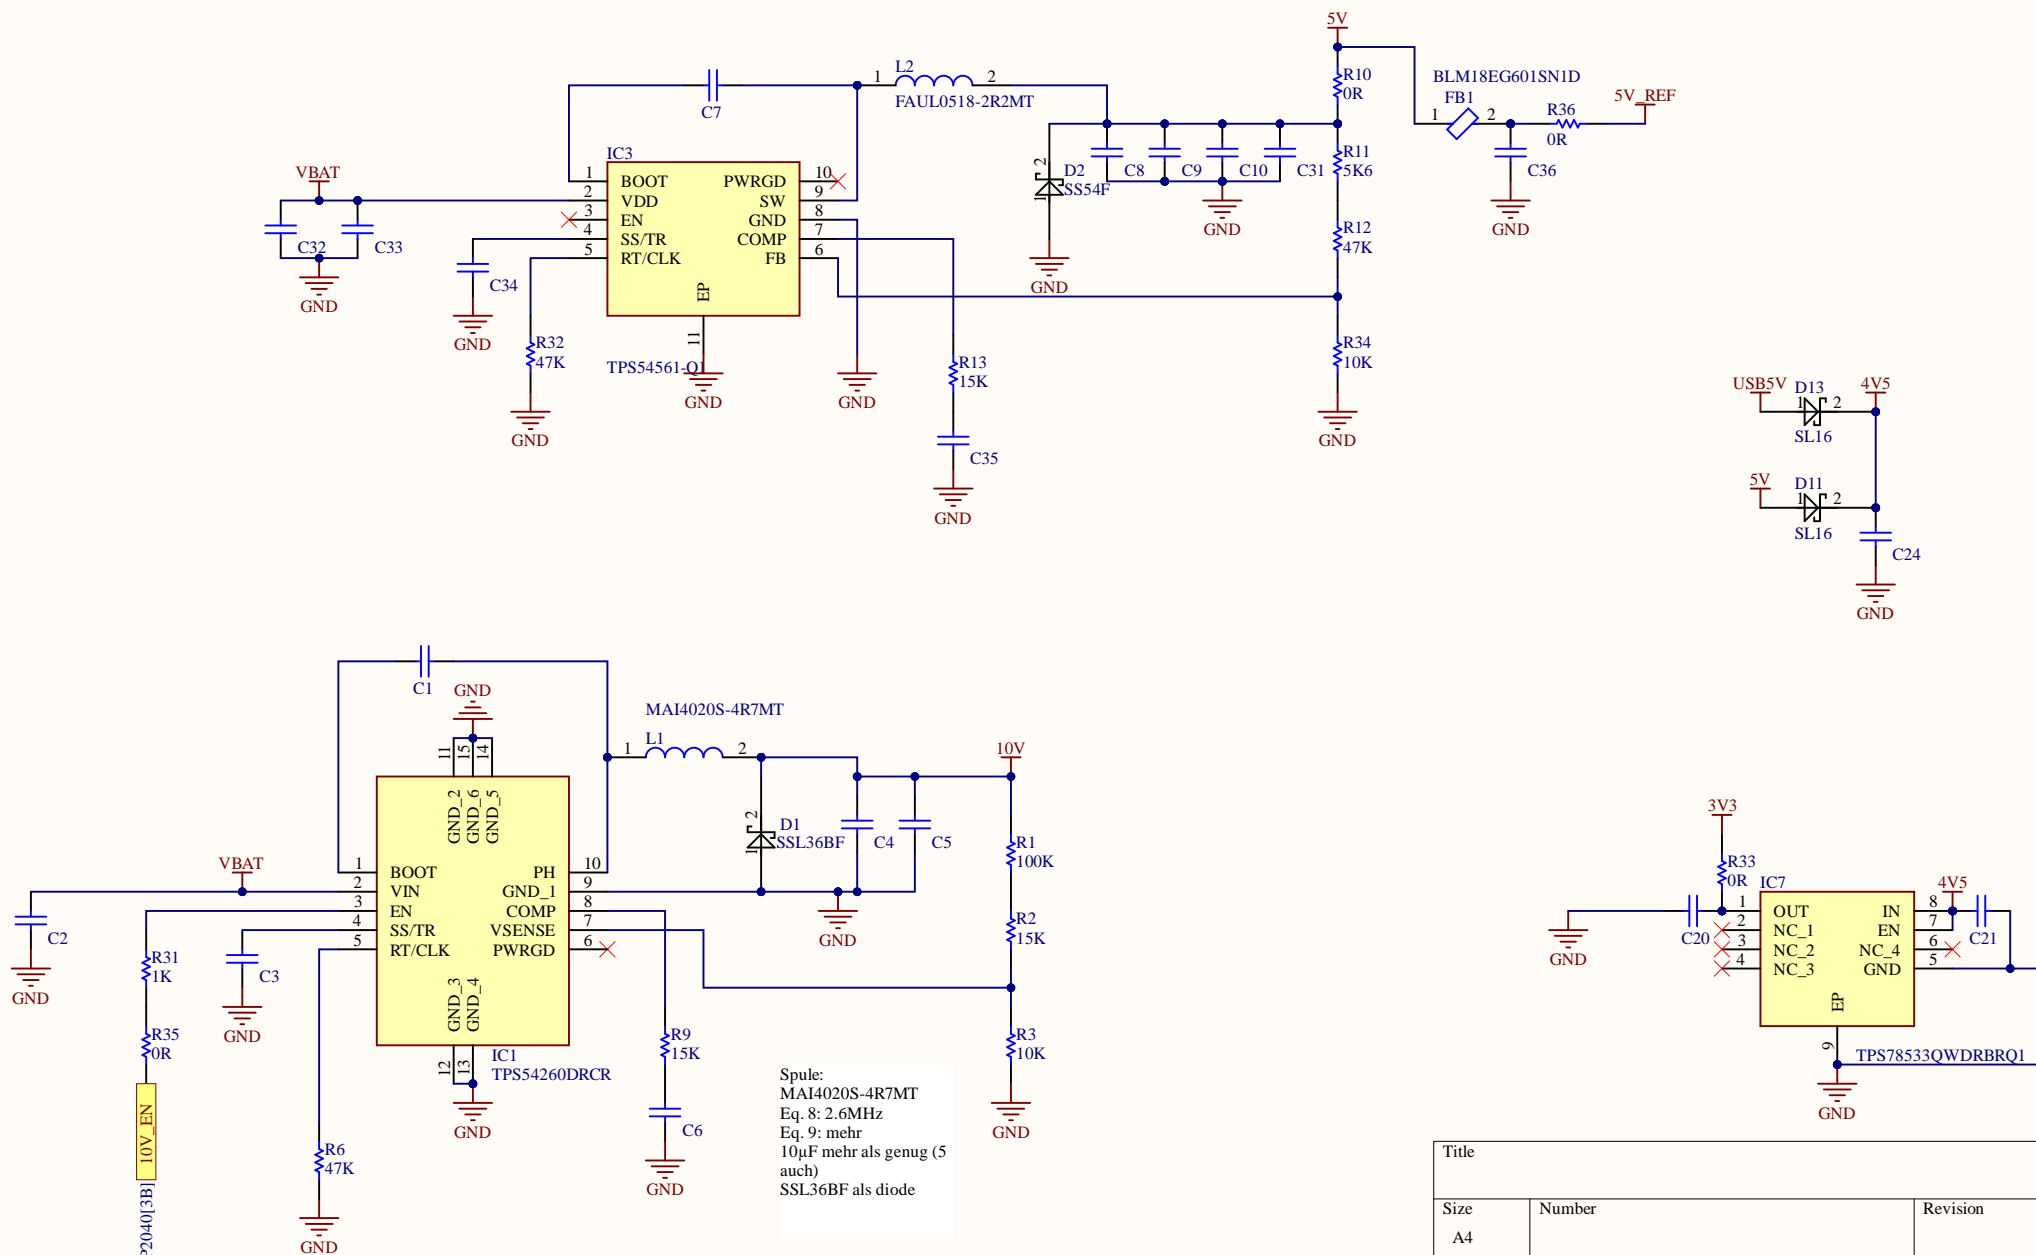 5V
R10
0R
BLM18EG601SN1D
FB1
1
2
R36
0R
5V_REF
C36
GND
L2
1
2
FAUL0518-2R2MT
C7
IC3
VBAT
1 BOOT
2 VDD
3 EN
4 SS/TR
5 RT/CLK
PWRGD 10
SW 9
GND 8
COMP 7
FB 6
EP
11
TPS54561-Q1
GND
C32
C33
GND
C34
GND
R32
47K
GND
GND
R13
15K
C35
GND
D2
SS54F
2
1
GND
C8
C9
C10
C31
GND
R11
5K6
R12
47K
R34
10K
GND
USB5V
D13
1
2
SL16
4V5
5V
D11
1
2
SL16
C24
GND
C1
GND
11
15
14
GND_2
GND_6
GND_5
MAI4020S-4R7MT
L1
1
2
10V
VBAT
1 BOOT
2 VIN
3 EN
4 SS/TR
5 RT/CLK
PH 10
GND_1 9
COMP 8
VSENSE 7
PWRGD 6
GND_3
GND_4
12
13
IC1
TPS54260DRCR
GND
C2
GND
C3
GND
R31
1K
R35
0R
10V_EN
P2040[3B]
R6
47K
GND
D1
SSL36BF
2
1
C4
C5
GND
R1
100K
R2
15K
R3
10K
GND
R9
15K
C6
GND
Spule:
MAI4020S-4R7MT
Eq. 8: 2.6MHz
Eq. 9: mehr
10µF mehr als genug (5
auch)
SSL36BF als diode
3V3
R33
0R
IC7
C20
GND
1 OUT
2 NC_1
3 NC_2
4 NC_3
IN 8
EN 7
NC_4 6
GND 5
EP
9
4V5
C21
TPS78533QWDRBRQ1
GND
Title
Size
A4
Number
Revision